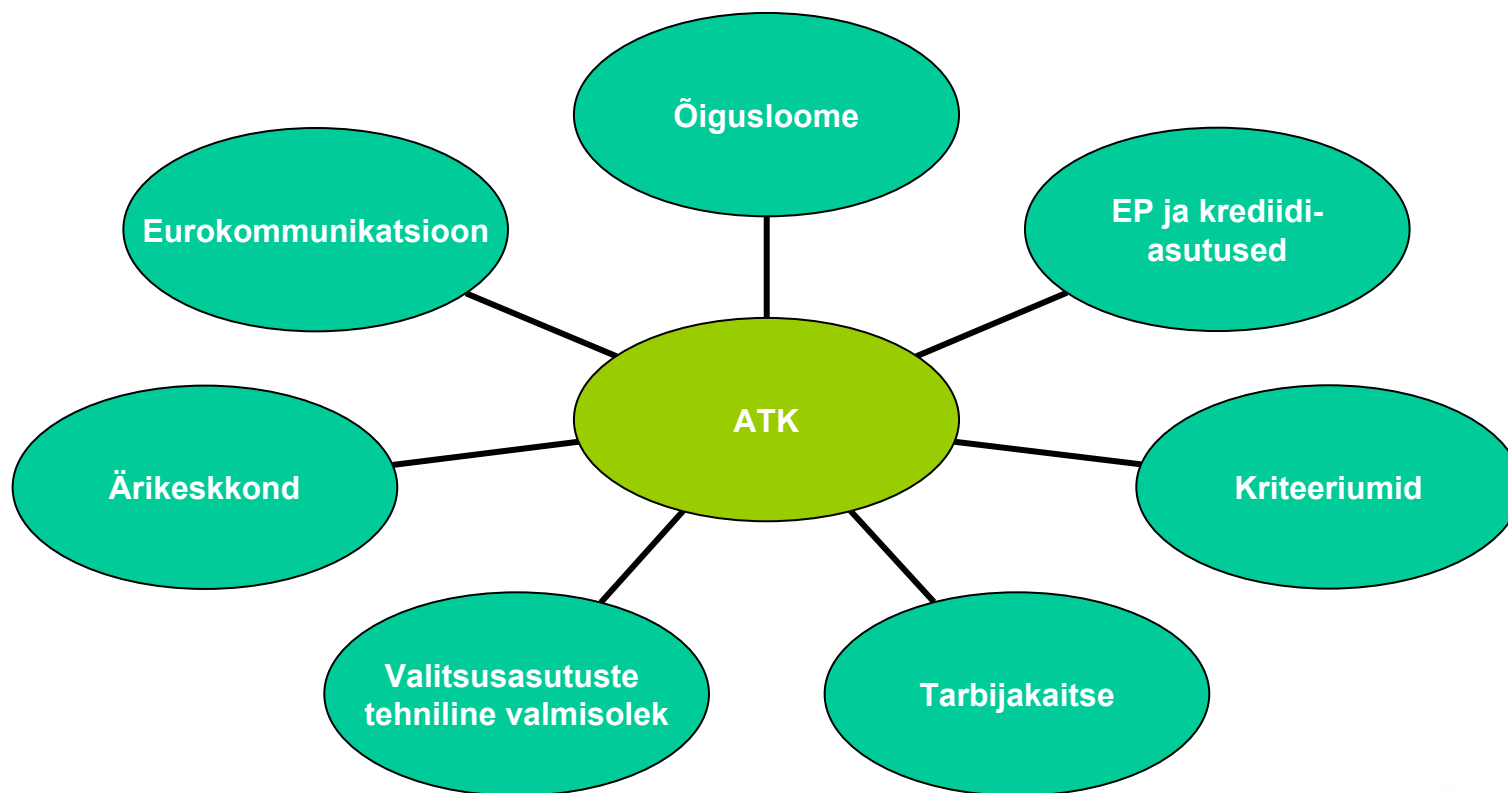 Õigusloome
EP ja krediidi-
asutused
Eurokommunikatsioon
ATK
Ärikeskkond
Kriteeriumid
Valitsusasutuste
tehniline valmisolek
Tarbijakaitse